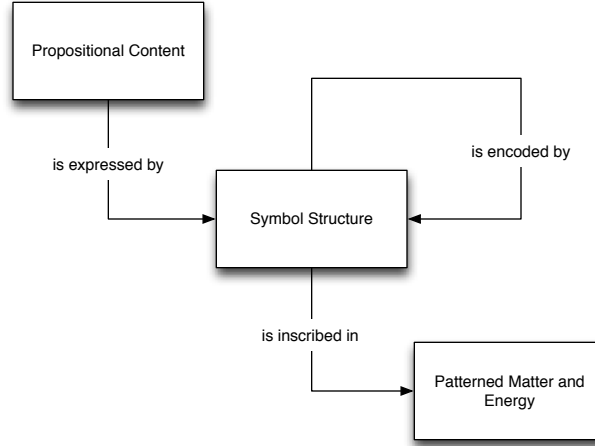 Propositional Content
is expressed by
is encoded by
Symbol Structure
is inscribed in
Patterned Matter and
Energy